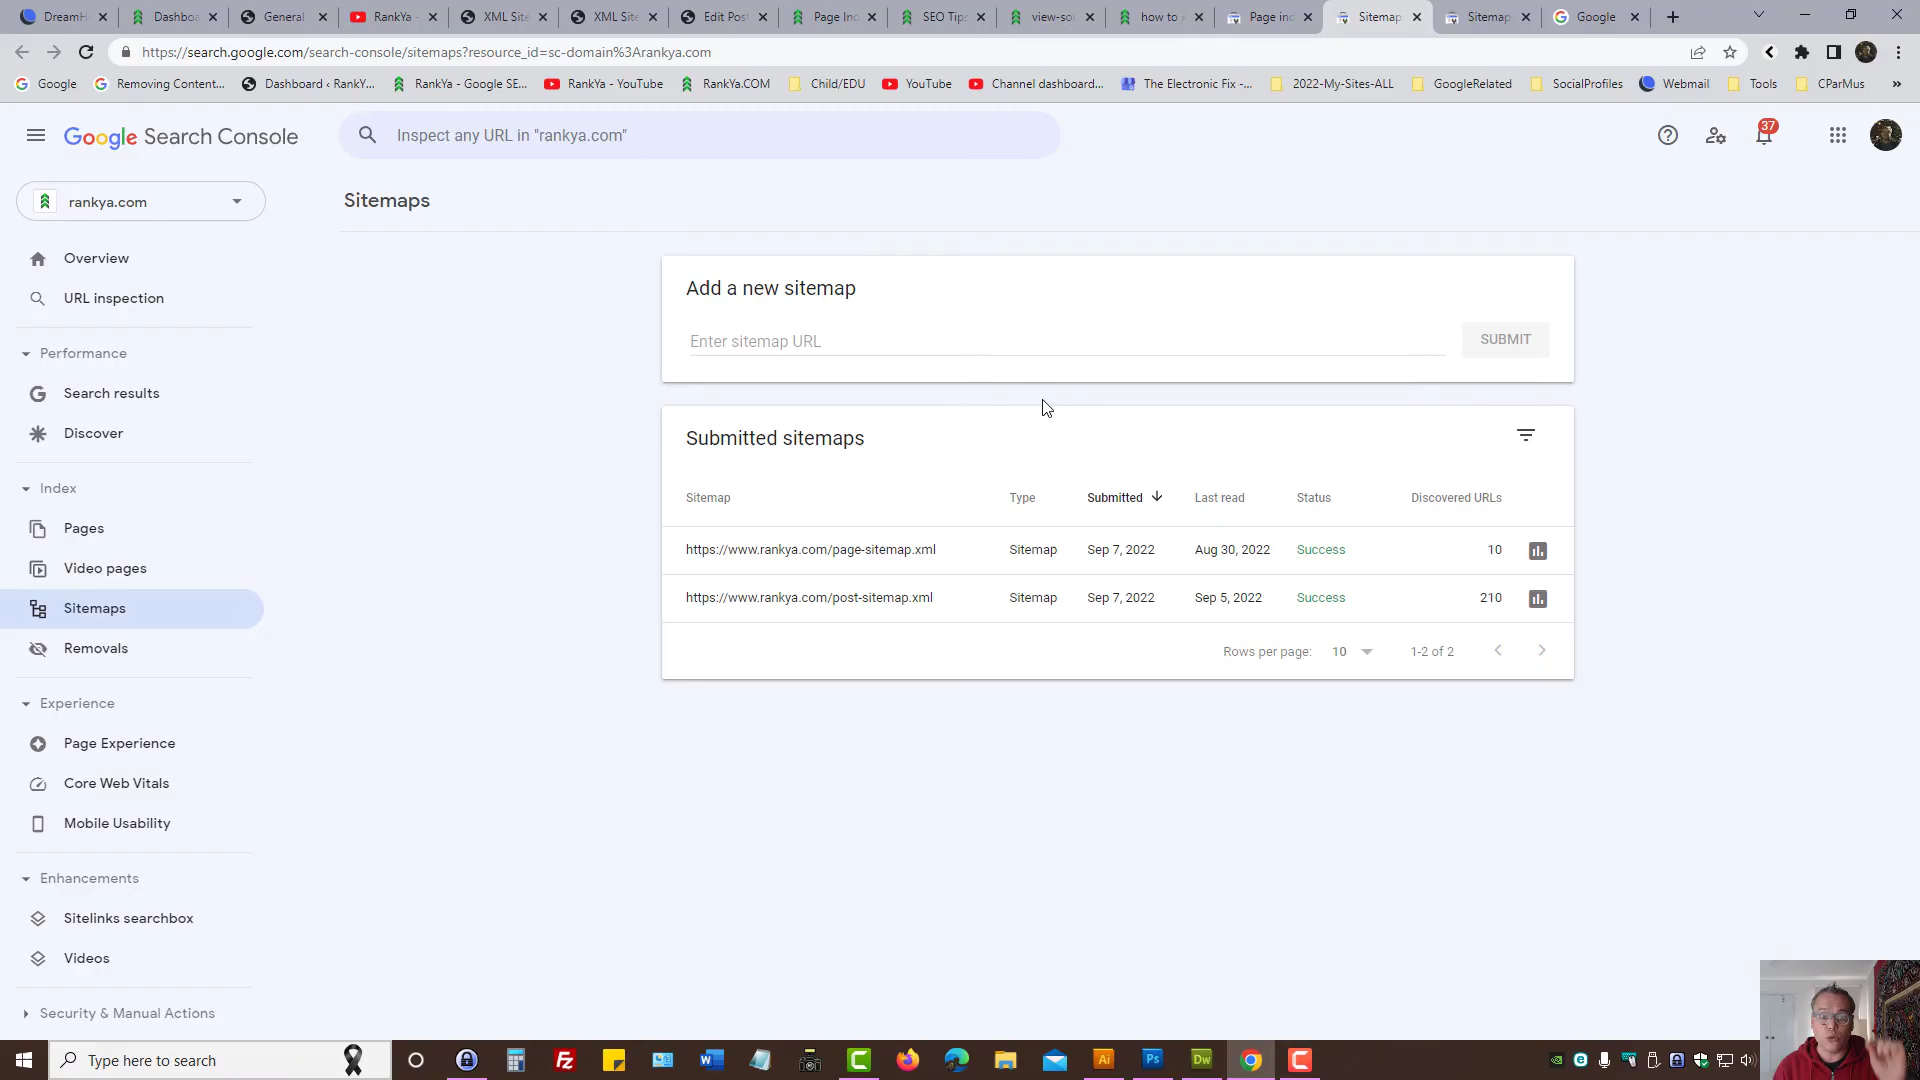 DreamH
Dashboa
General
RankYa -
XML Site
XML Site
Edit Post
Page Ind
SEO Tips
view-sou
how to
Page ind
Sitemap
Sitemap
Google
https://search.google.com/search-console/sitemaps?resource_id=sc-domain%3Arankya.com
Google
Removing Content...
Dashboard ‹ RankY...
RankYa - Google SE...
RankYa - YouTube
RankYa.COM
Child/EDU
YouTube
Channel dashboard...
The Electronic Fix -...
2022-My-Sites-ALL
GoogleRelated
SocialProfiles
Webmail
Tools
CParMus
»
Google Search Console
Inspect any URL in "rankya.com"
37
rankya.com
Sitemaps
Overview
URL inspection
Performance
Search results
Discover
Index
Pages
Video pages
Sitemaps
Removals
Experience
Page Experience
Core Web Vitals
Mobile Usability
Enhancements
Sitelinks searchbox
Videos
Security & Manual Actions
Add a new sitemap
Enter sitemap URL
SUBMIT
Submitted sitemaps
Sitemap Type Submitted Last read Status Discovered URLs
https://www.rankya.com/page-sitemap.xml Sitemap Sep 7, 2022 Aug 30, 2022 Success 10
https://www.rankya.com/post-sitemap.xml Sitemap Sep 7, 2022 Sep 5, 2022 Success 210
Rows per page: 10 1-2 of 2
Type here to search
Fz
W
Ai
Ps
Dw